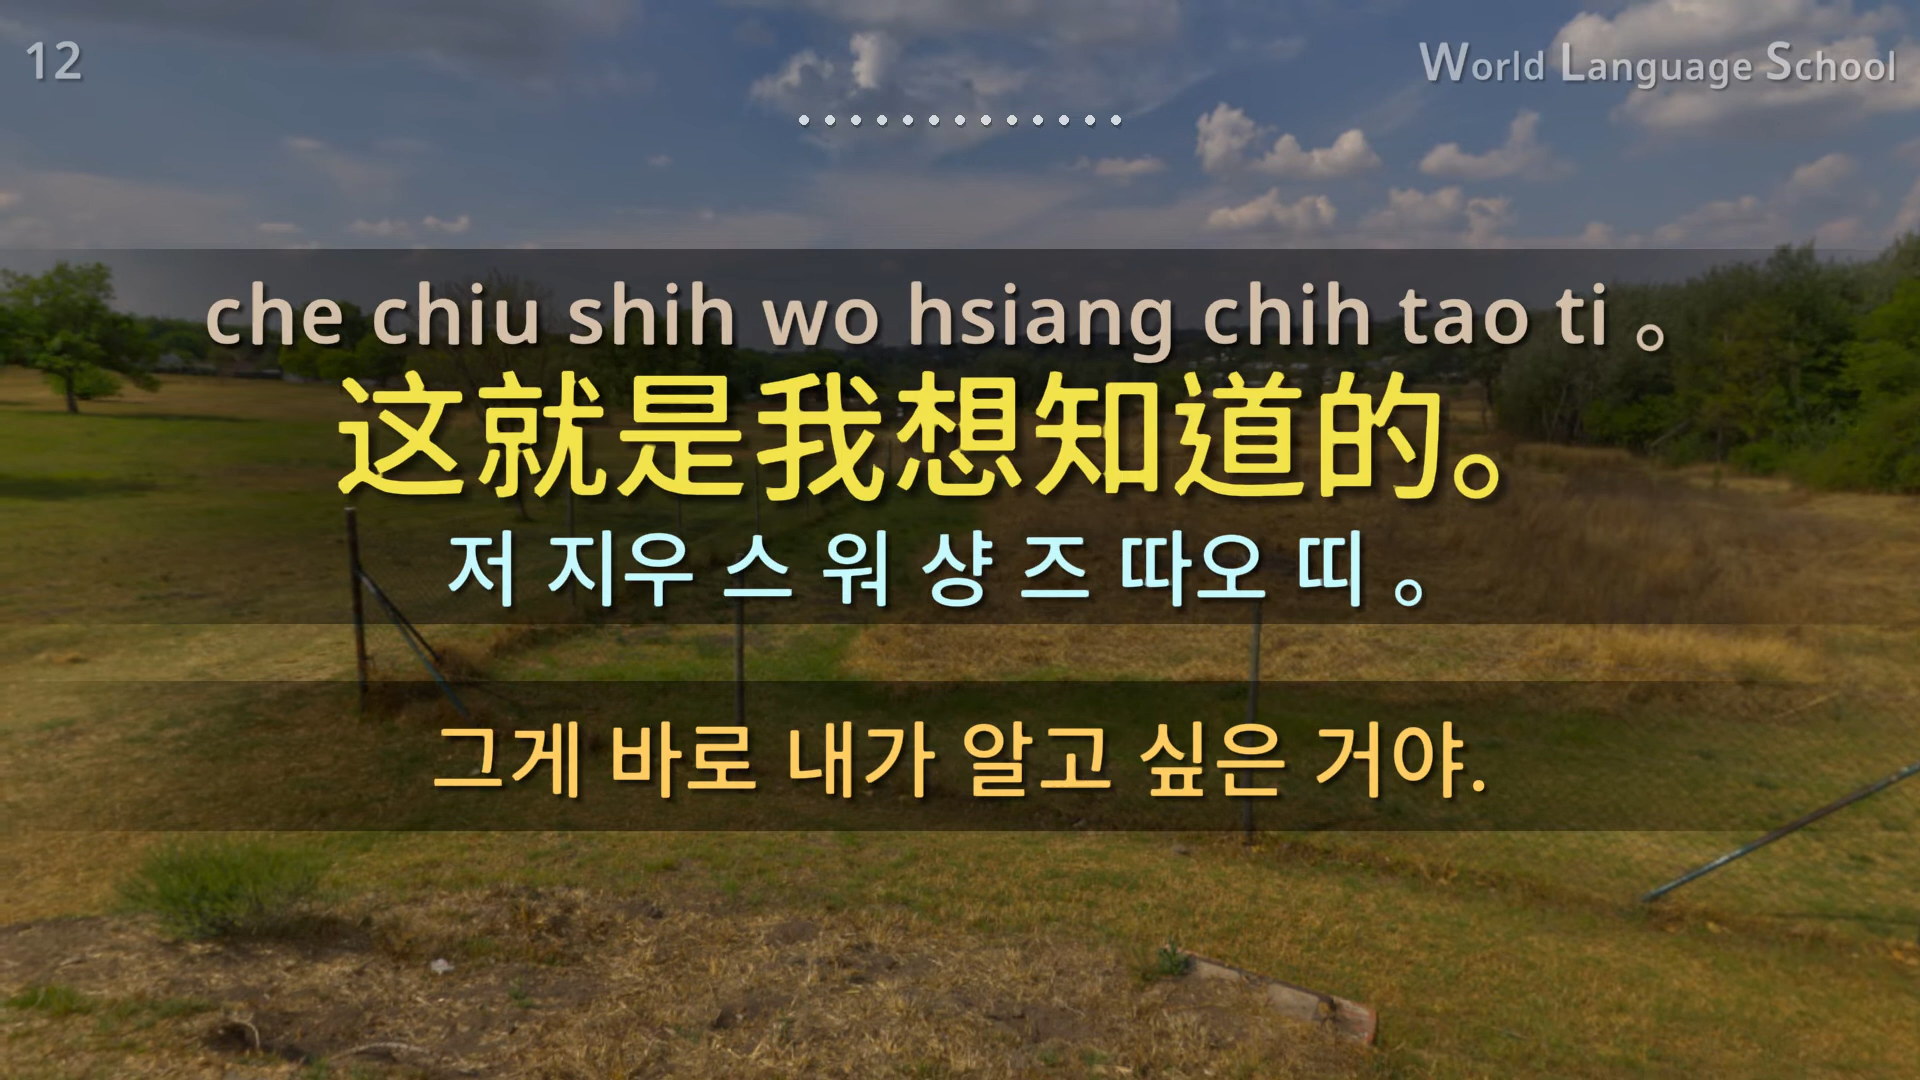 12
World Language School
che chiu shih wo hsiang chih tao ti 。
这就是我想知道的。
저 지우 스 워 샹 즈 따오 띠 。
그게 바로 내가 알고 싶은 거야.